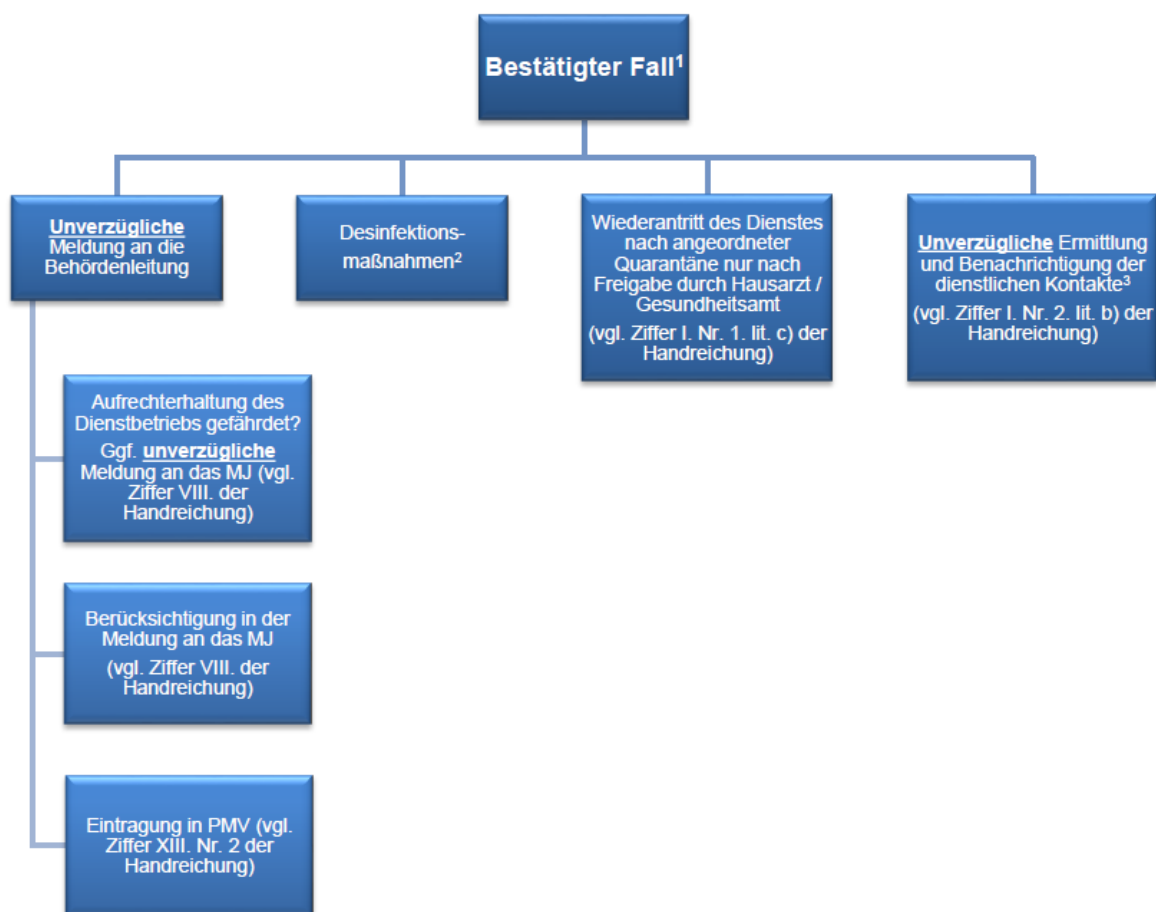 Bestätigter Fall¹
Unverzügliche
Meldung an die
Behördenleitung
Desinfektions-
maßnahmen²
Wiederantritt des Dienstes
nach angeordneter
Quarantäne nur nach
Freigabe durch Hausarzt /
Gesundheitsamt
(vgl. Ziffer I. Nr. 1. lit. c) der
Handreichung)
Unverzügliche Ermittlung
und Benachrichtigung der
dienstlichen Kontakte³
(vgl. Ziffer I. Nr. 2. lit. b) der
Handreichung)
Aufrechterhaltung des
Dienstbetriebs gefährdet?
Ggf. unverzügliche
Meldung an das MJ (vgl.
Ziffer VIII. der
Handreichung)
Berücksichtigung in der
Meldung an das MJ
(vgl. Ziffer VIII. der
Handreichung)
Eintragung in PMV (vgl.
Ziffer XIII. Nr. 2 der
Handreichung)